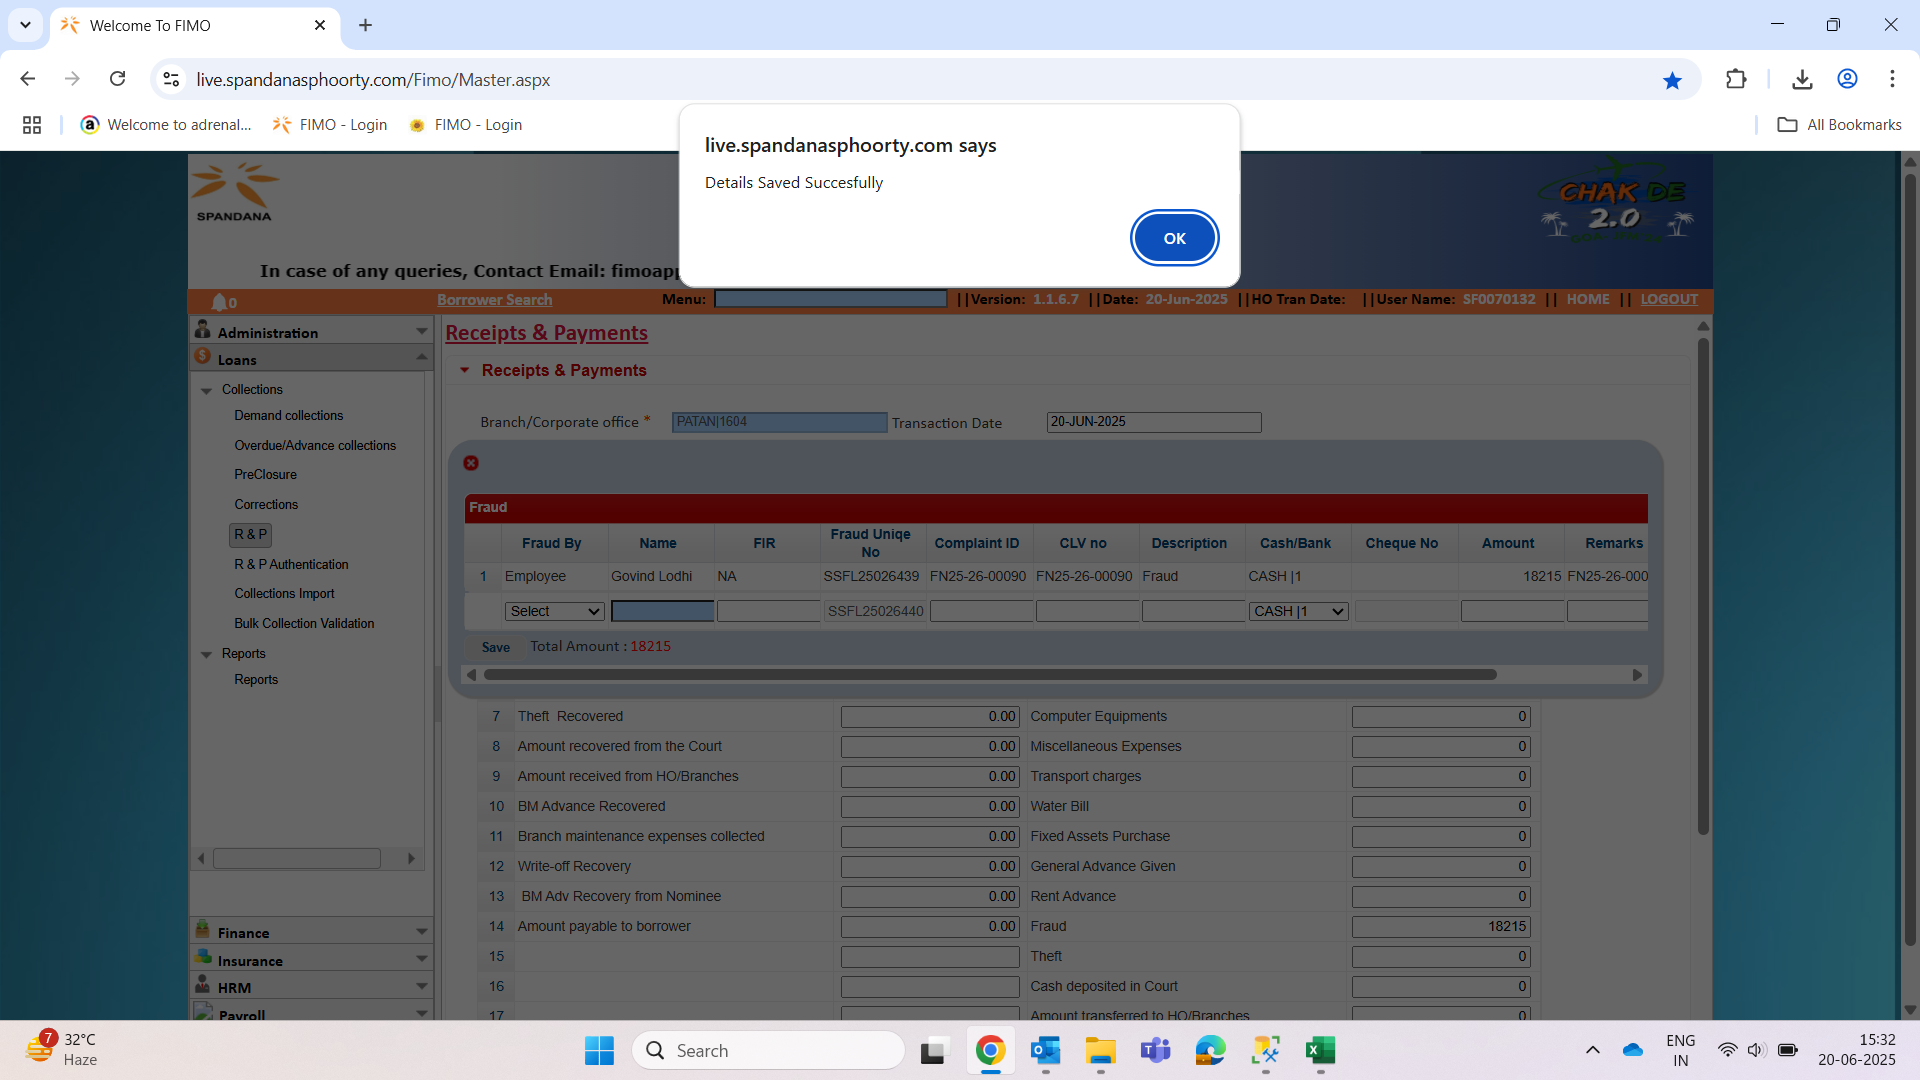 Welcome To FIMO
live.spandanasphoorty.com/Fimo/Master.aspx
Welcome to adrenal...
FIMO - Login
FIMO - Login
All Bookmarks
live.spandanasphoorty.com says
Details Saved Succesfully
OK
SPANDANA
CHAK DE
2.0
In case of any queries, Contact Email:
0
Borrower Search
Menu:
||Version: 1.1.6.7 ||Date: 20-Jun-2025 ||HO Tran Date: ||User Name: SF0070132 || HOME || LOGOUT
Administration
Loans
Collections
Demand collections
Overdue/Advance collections
PreClosure
Corrections
R & P
R & P Authentication
Collections Import
Bulk Collection Validation
Reports
Reports
Finance
Insurance
HRM
Payroll
Receipts & Payments
Receipts & Payments
Branch/Corporate office * PATAN|1604 Transaction Date 20-JUN-2025
Fraud
Fraud By Name FIR Fraud Uniqe No Complaint ID CLV no Description Cash/Bank Cheque No Amount Remarks
1 Employee Govind Lodhi NA SSFL25026439 FN25-26-00090 FN25-26-00090 Fraud CASH |1 18215 FN25-26-000
Select SSFL25026440 CASH |1
Save Total Amount : 18215
7 Theft Recovered 0.00 Computer Equipments 0
8 Amount recovered from the Court 0.00 Miscellaneous Expenses 0
9 Amount received from HO/Branches 0.00 Transport charges 0
10 BM Advance Recovered 0.00 Water Bill 0
11 Branch maintenance expenses collected 0.00 Fixed Assets Purchase 0
12 Write-off Recovery 0.00 General Advance Given 0
13 BM Adv Recovery from Nominee 0.00 Rent Advance 0
14 Amount payable to borrower 0.00 Fraud 18215
15 Theft 0
16 Cash deposited in Court 0
17 Amount transferred to HO/Branches 0
7
32°C
Haze
Search
ENG
IN
15:32
20-06-2025